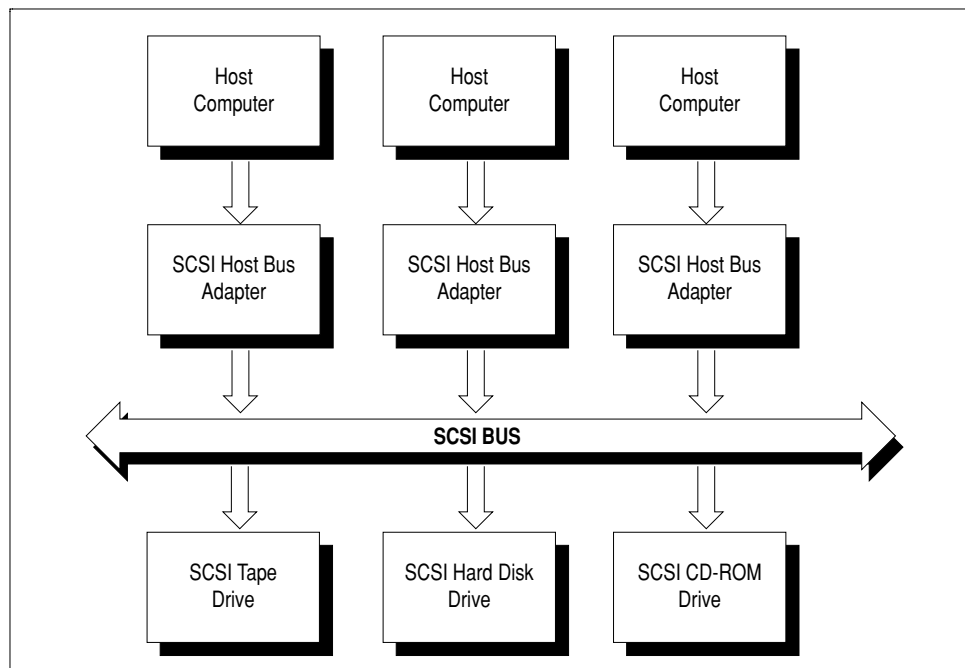 Host
Computer
Host
Computer
Host
Computer
SCSI Host Bus
Adapter
SCSI Host Bus
Adapter
SCSI Host Bus
Adapter
SCSI BUS
SCSI Tape
Drive
SCSI Hard Disk
Drive
SCSI CD-ROM
Drive